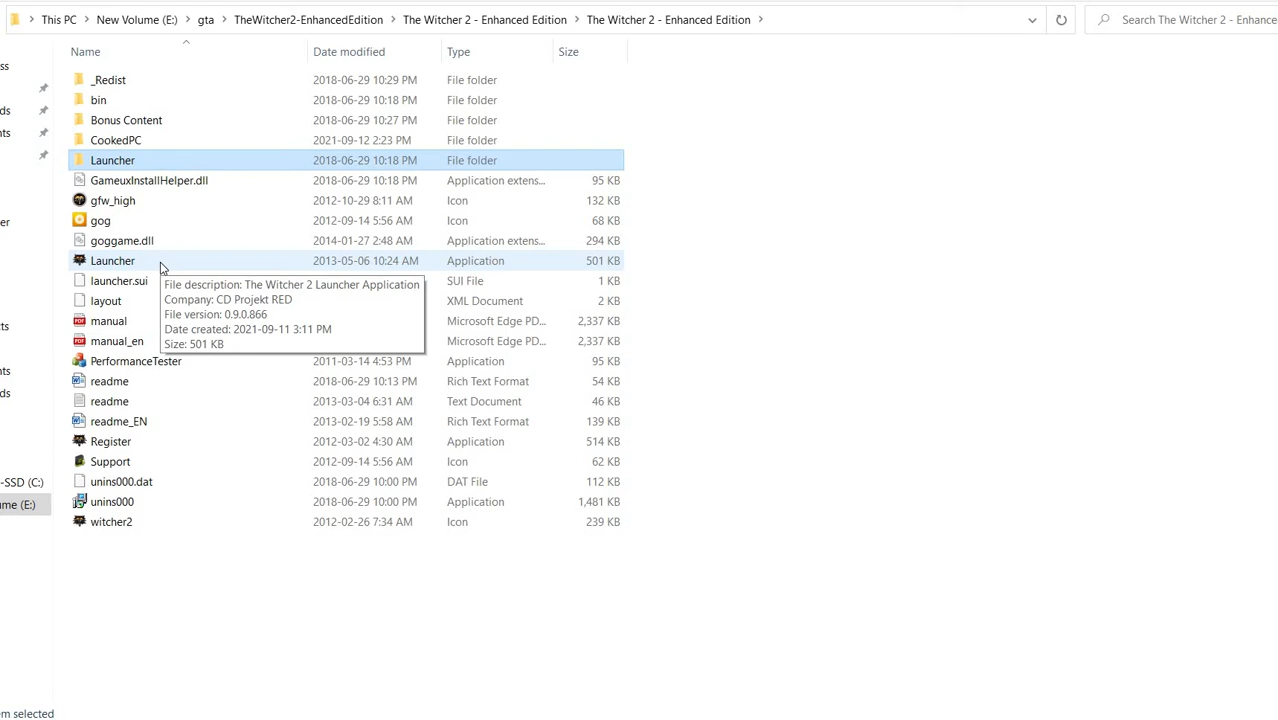 This PC > New Volume (E:) > gta > TheWitcher2-EnhancedEdition > The Witcher 2 - Enhanced Edition > The Witcher 2 - Enhanced Edition >
Search The Witcher 2 - Enhance
Name Date modified Type Size
_Redist 2018-06-29 10:29 PM File folder
bin 2018-06-29 10:18 PM File folder
Bonus Content 2018-06-29 10:27 PM File folder
CookedPC 2021-09-12 2:23 PM File folder
Launcher 2018-06-29 10:18 PM File folder
GameuxInstallHelper.dll 2018-06-29 10:18 PM Application extens... 95 KB
gfw_high 2012-10-29 8:11 AM Icon 132 KB
gog 2012-09-14 5:56 AM Icon 68 KB
goggame.dll 2014-01-27 2:48 AM Application extens... 294 KB
Launcher 2013-05-06 10:24 AM Application 501 KB
launcher.sui SUI File 1 KB
layout XML Document 2 KB
manual Microsoft Edge PD... 2,337 KB
manual_en Microsoft Edge PD... 2,337 KB
File description: The Witcher 2 Launcher Application
Company: CD Projekt RED
File version: 0.9.0.866
Date created: 2021-09-11 3:11 PM
Size: 501 KB
PerformanceTester 2011-03-14 4:53 PM Application 95 KB
readme 2018-06-29 10:13 PM Rich Text Format 54 KB
readme 2013-03-04 6:31 AM Text Document 46 KB
readme_EN 2013-02-19 5:58 AM Rich Text Format 139 KB
Register 2012-03-02 4:30 AM Application 514 KB
Support 2012-09-14 5:56 AM Icon 62 KB
unins000.dat 2018-06-29 10:00 PM DAT File 112 KB
unins000 2018-06-29 10:00 PM Application 1,481 KB
witcher2 2012-02-26 7:34 AM Icon 239 KB
ss
ds
nts
er
ts
nts
ds
-SSD (C:)
ume (E:)
em selected